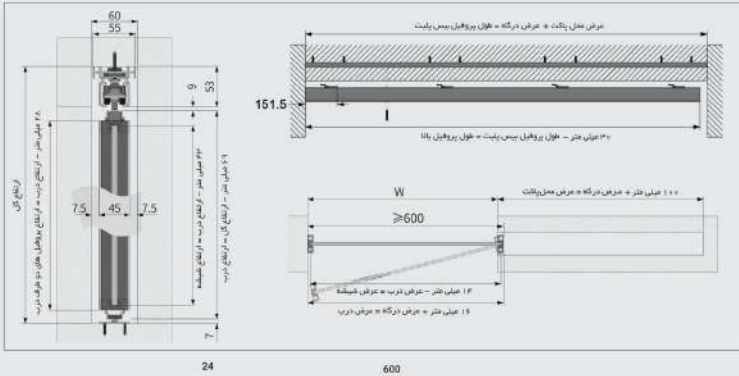 60
55
53
9
ارتفاع کل
۲۸ میلی متر - ارتفاع درب = ارتفاع پروفیل های دو طرف درب
7.5
45
7.5
میلی متر - ارتفاع درب = ارتفاع شیشه
میلی متر - ارتفاع کل = ارتفاع درب
7
عرض محل پاکت + عرض درگاه = طول پروفیل بیس پلیت
151.5
۳۰ میلی متر - طول پروفیل بیس پلیت = طول پروفیل بالا
W
۱۰۰ میلی متر + عرض درگاه = عرض محل پاکت
≥600
۱۴ میلی متر - عرض درب = عرض شیشه
۱۶ میلی متر + عرض درگاه = عرض درب
24
600